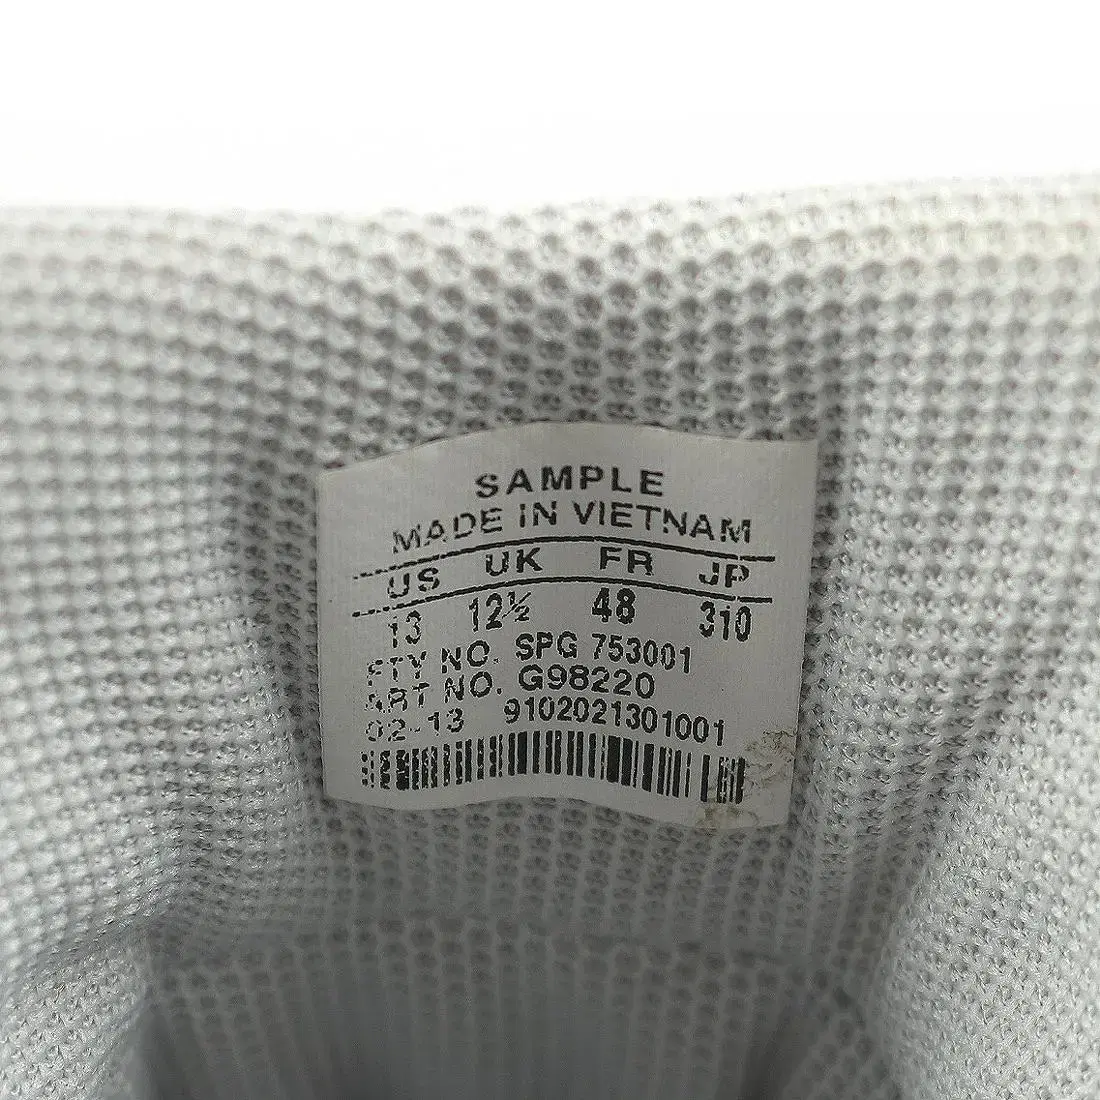 SAMPLE
MADE IN VIETNAM
US UK FR JP
13 12½ 48 310
FTY NO. SPG 753001
ART NO. G98220
02-13 9102021301001